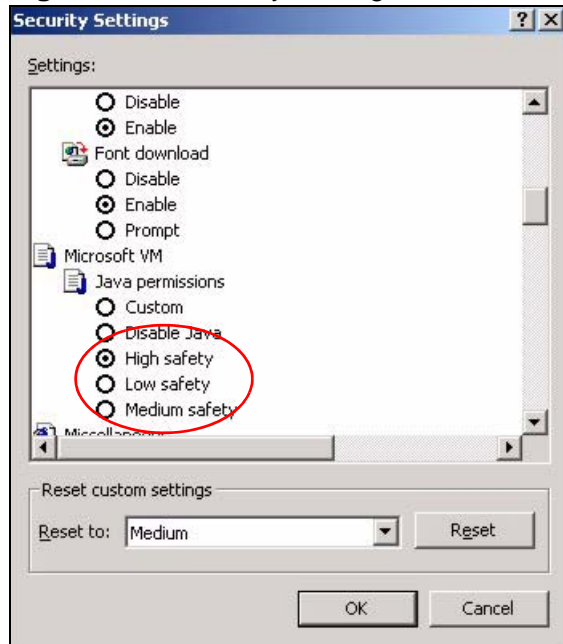 Security Settings
Settings:
Disable
Enable
Font download
Disable
Enable
Prompt
Microsoft VM
Java permissions
Custom
Disable Java
High safety
Low safety
Medium safety
Miscellaneous
Reset custom settings
Reset to: Medium Reset
OK Cancel